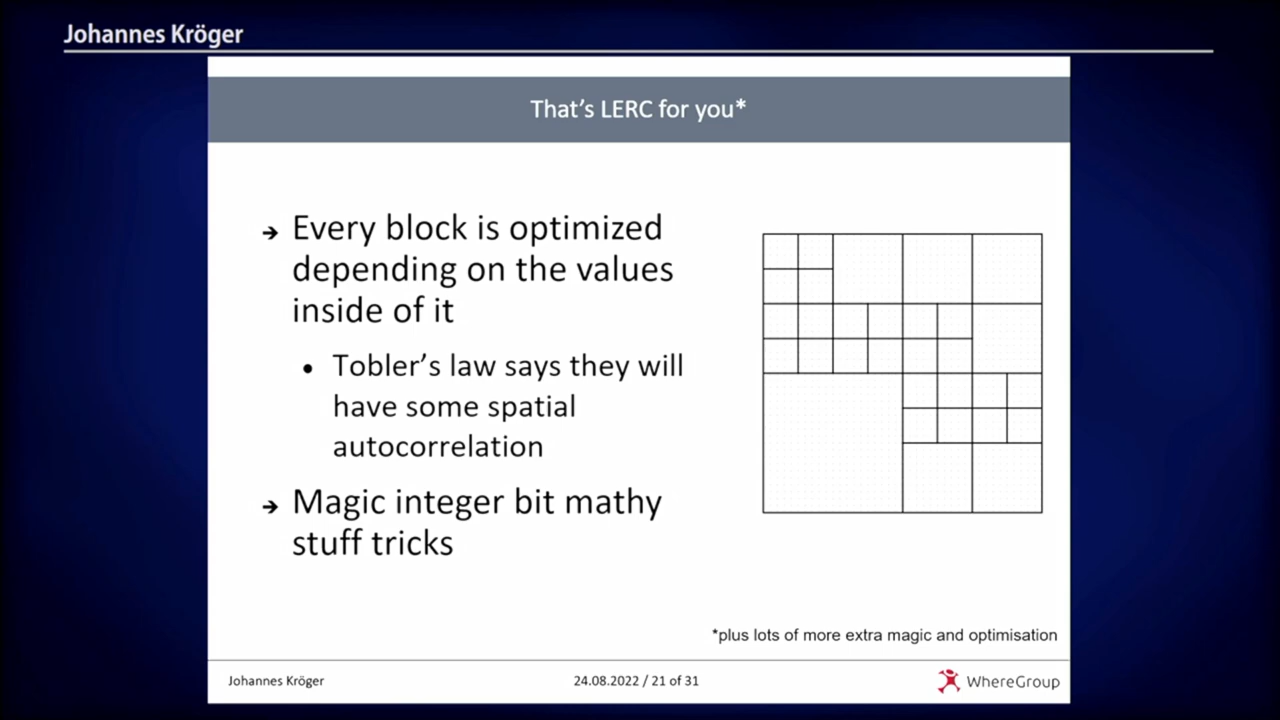 Johannes Kröger
That's LERC for you*
➔ Every block is optimized
depending on the values
inside of it
• Tobler's law says they will
have some spatial
autocorrelation
➔ Magic integer bit mathy
stuff tricks
*plus lots of more extra magic and optimisation
Johannes Kröger
24.08.2022 / 21 of 31
WhereGroup